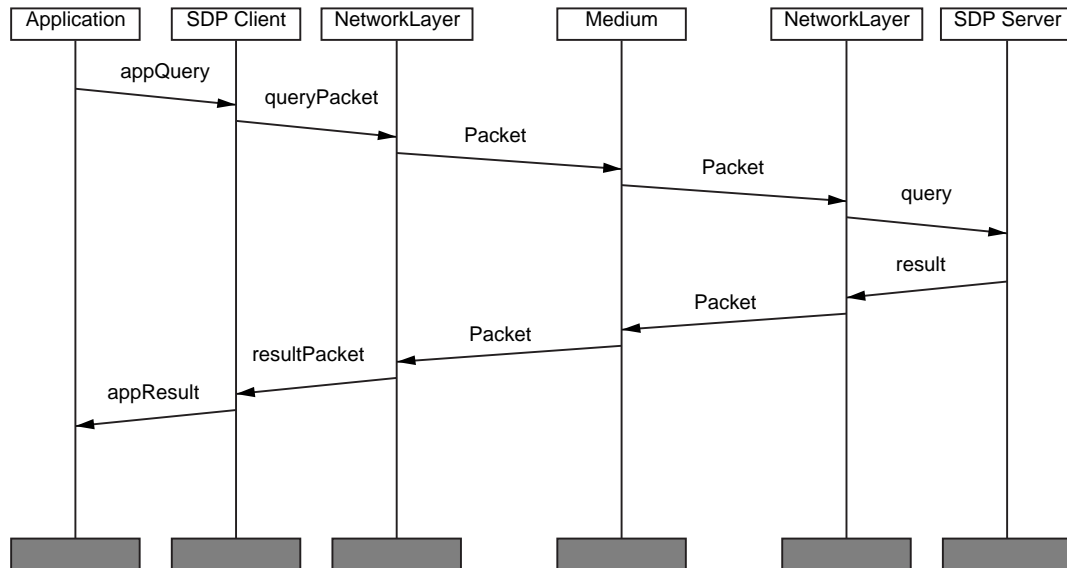 Application
SDP Client
NetworkLayer
Medium
NetworkLayer
SDP Server
appQuery
queryPacket
Packet
Packet
query
result
Packet
Packet
resultPacket
appResult